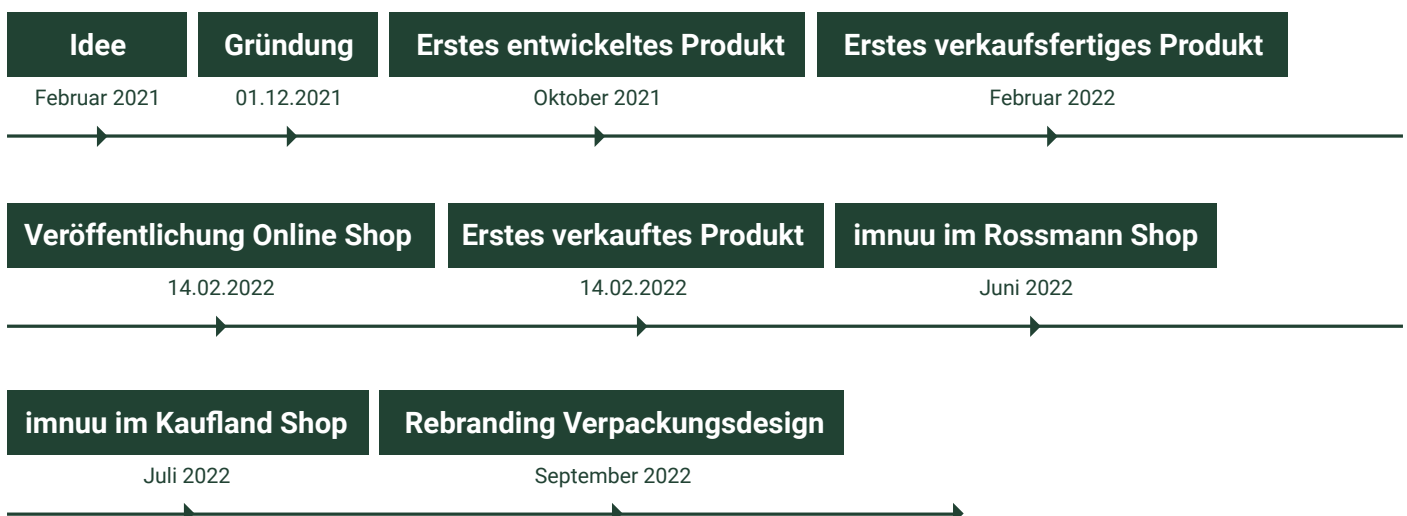 Idee
Februar 2021
Gründung
01.12.2021
Erstes entwickeltes Produkt
Oktober 2021
Erstes verkaufsfertiges Produkt
Februar 2022
Veröffentlichung Online Shop
14.02.2022
Erstes verkauftes Produkt
14.02.2022
imnuu im Rossmann Shop
Juni 2022
imnuu im Kaufland Shop
Juli 2022
Rebranding Verpackungsdesign
September 2022